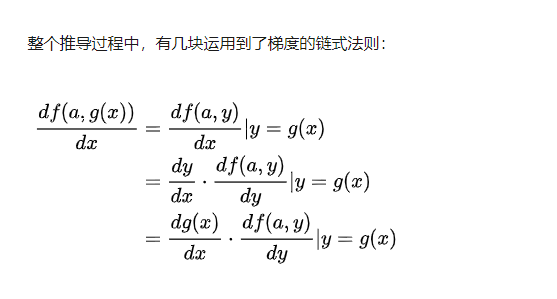 整个推导过程中，有几块运用到了梯度的链式法则：
\frac{df(a,g(x))}{dx} = \frac{df(a,y)}{dx}|y = g(x)
= \frac{dy}{dx} \cdot \frac{df(a,y)}{dy}|y = g(x)
= \frac{dg(x)}{dx} \cdot \frac{df(a,y)}{dy}|y = g(x)